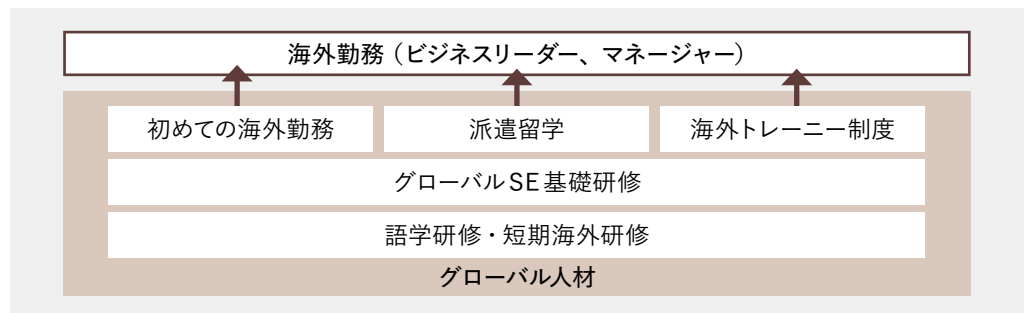 海外勤務（ビジネスリーダー、マネージャー）
初めての海外勤務
派遣留学
海外トレーニー制度
グローバルSE基礎研修
語学研修・短期海外研修
グローバル人材